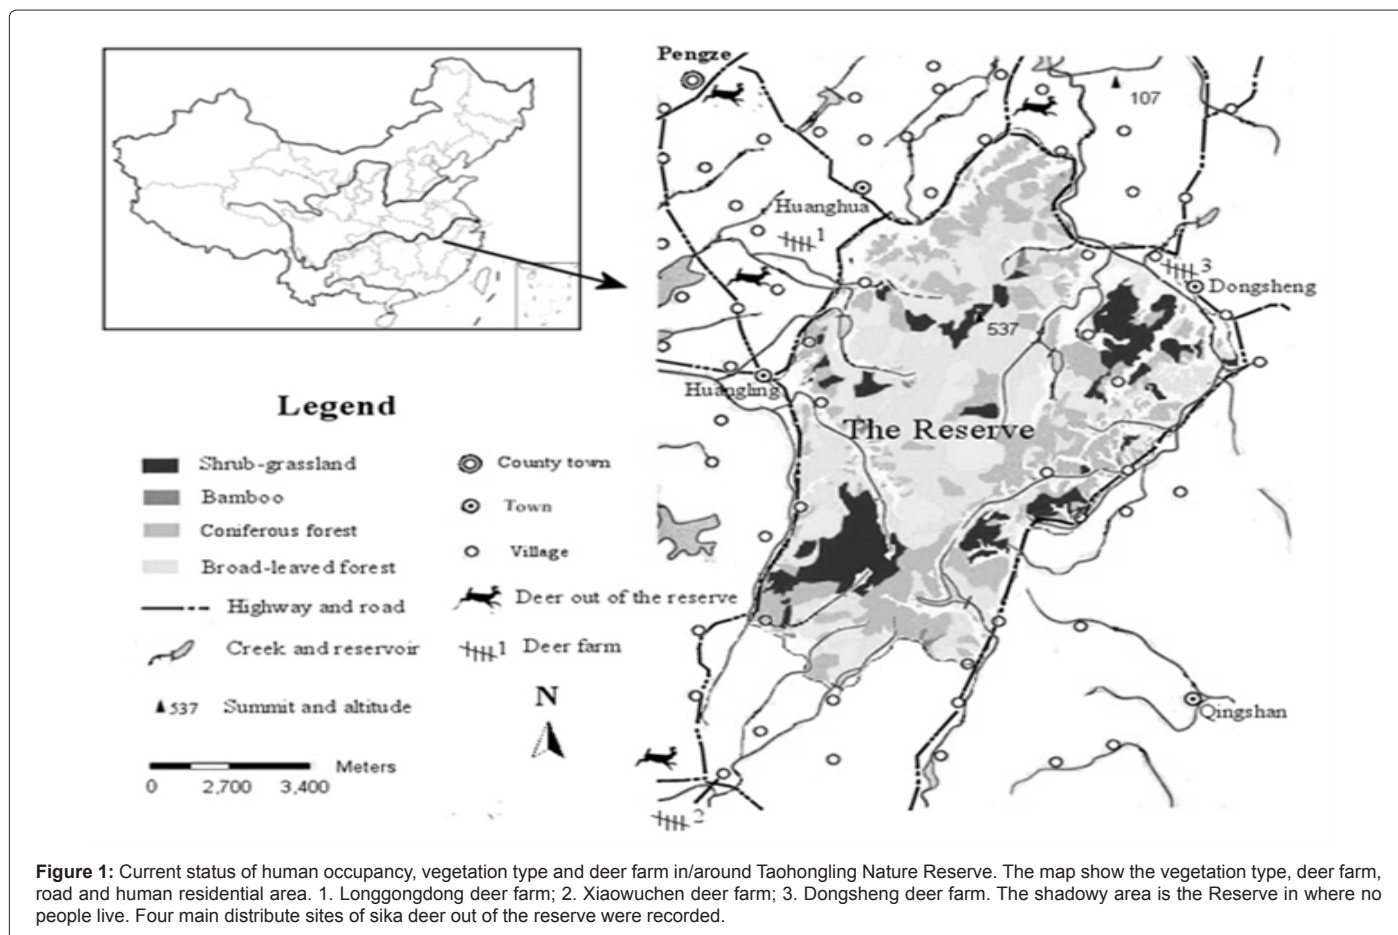 Pengze
107
Huanghua
1
3
Dongsheng
537
Huangling
The Reserve
Legend
Shrub-grassland
Bamboo
Coniferous forest
Broad-leaved forest
Highway and road
Creek and reservoir
537 Summit and altitude
Meters
0 2,700 3,400
County town
Town
Village
Deer out of the reserve
1 Deer farm
N
Qingshan
2
Figure 1: Current status of human occupancy, vegetation type and deer farm in/around Taohongling Nature Reserve. The map show the vegetation type, deer farm,
road and human residential area. 1. Longgongdong deer farm; 2. Xiaowuchen deer farm; 3. Dongsheng deer farm. The shadowy area is the Reserve in where no
people live. Four main distribute sites of sika deer out of the reserve were recorded.